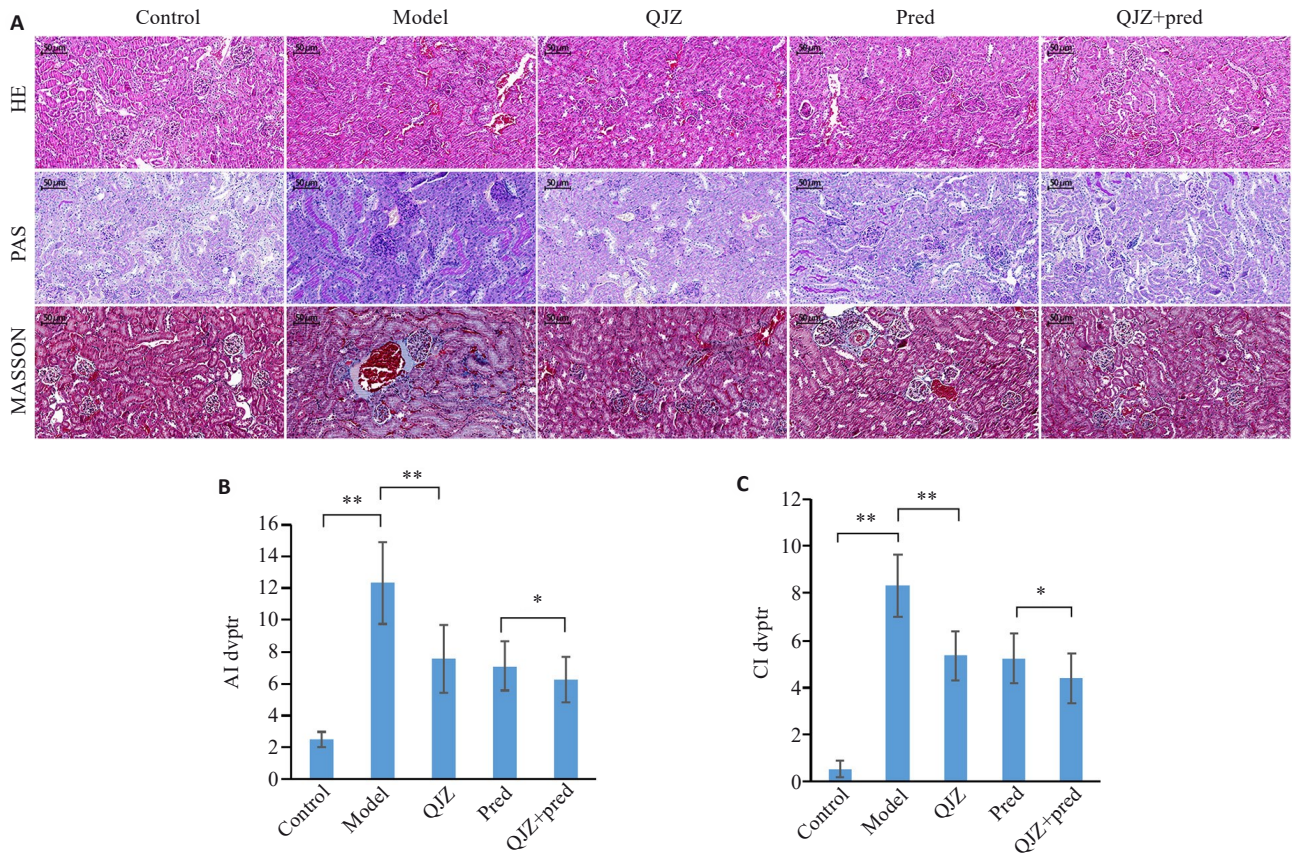 A
Control Model QJZ Pred QJZ+pred
HE
50 μm 50 μm 50 μm 50 μm 50 μm
PAS
50 μm 50 μm 50 μm 50 μm 50 μm
MASSON
50 μm 50 μm 50 μm 50 μm 50 μm
B
** ** *
AI dvptr
16
14
12
10
8
6
4
2
0
Control Model QJZ Pred QJZ+pred
C
** ** *
CI dvptr
12
10
8
6
4
2
0
Control Model QJZ Pred QJZ+pred